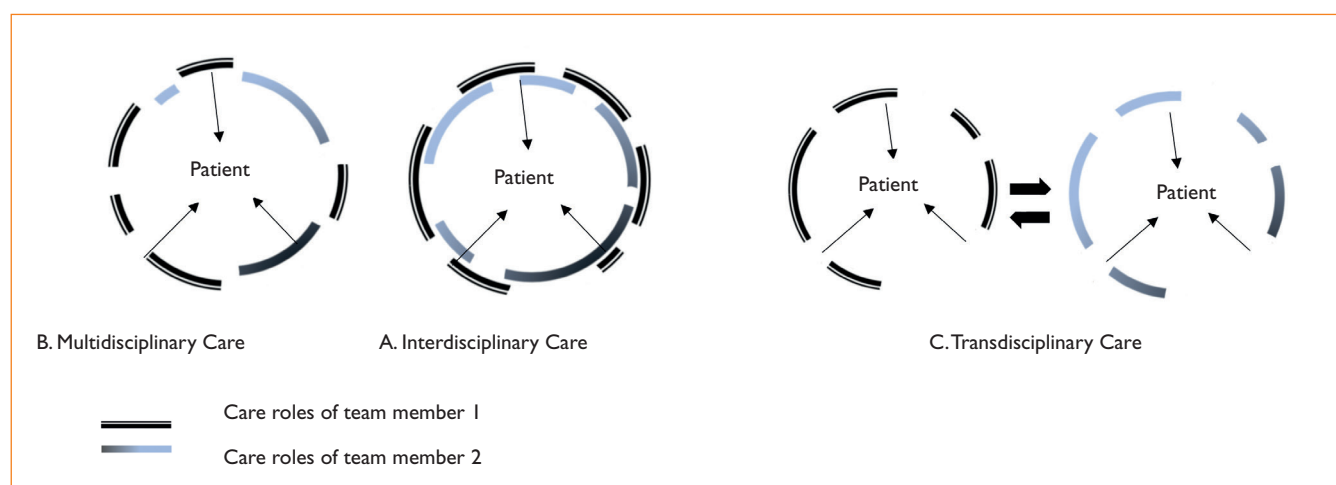 Patient
Patient
Patient
Patient
B. Multidisciplinary Care
A. Interdisciplinary Care
C. Transdisciplinary Care
Care roles of team member 1
Care roles of team member 2